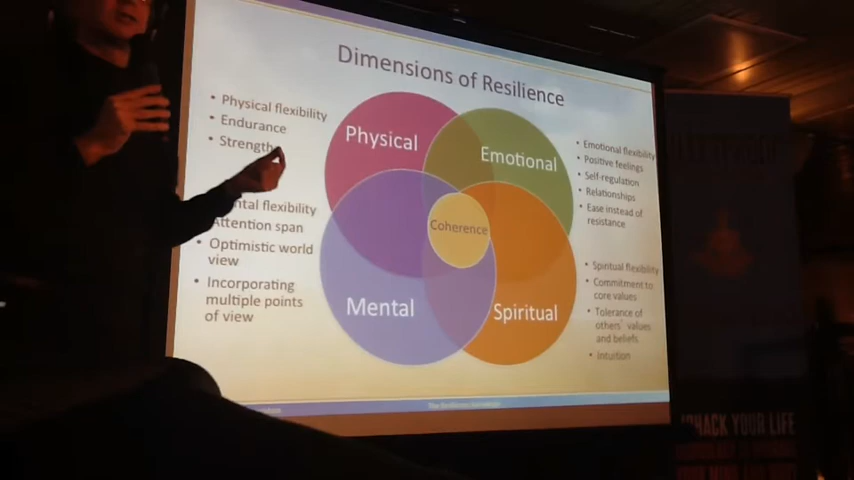 Dimensions of Resilience
• Physical flexibility
• Endurance
• Strength
Physical
Emotional
• Emotional flexibility
• Positive feelings
• Self-regulation
• Relationships
• Ease instead of
resistance
ntal flexibility
Attention span
• Optimistic world
view
• Incorporating
multiple points
of view
Coherence
Mental
Spiritual
• Spiritual flexibility
• Commitment to
core values
• Tolerance of
others' values
and beliefs
• Intuition
HACK YOUR LIFE